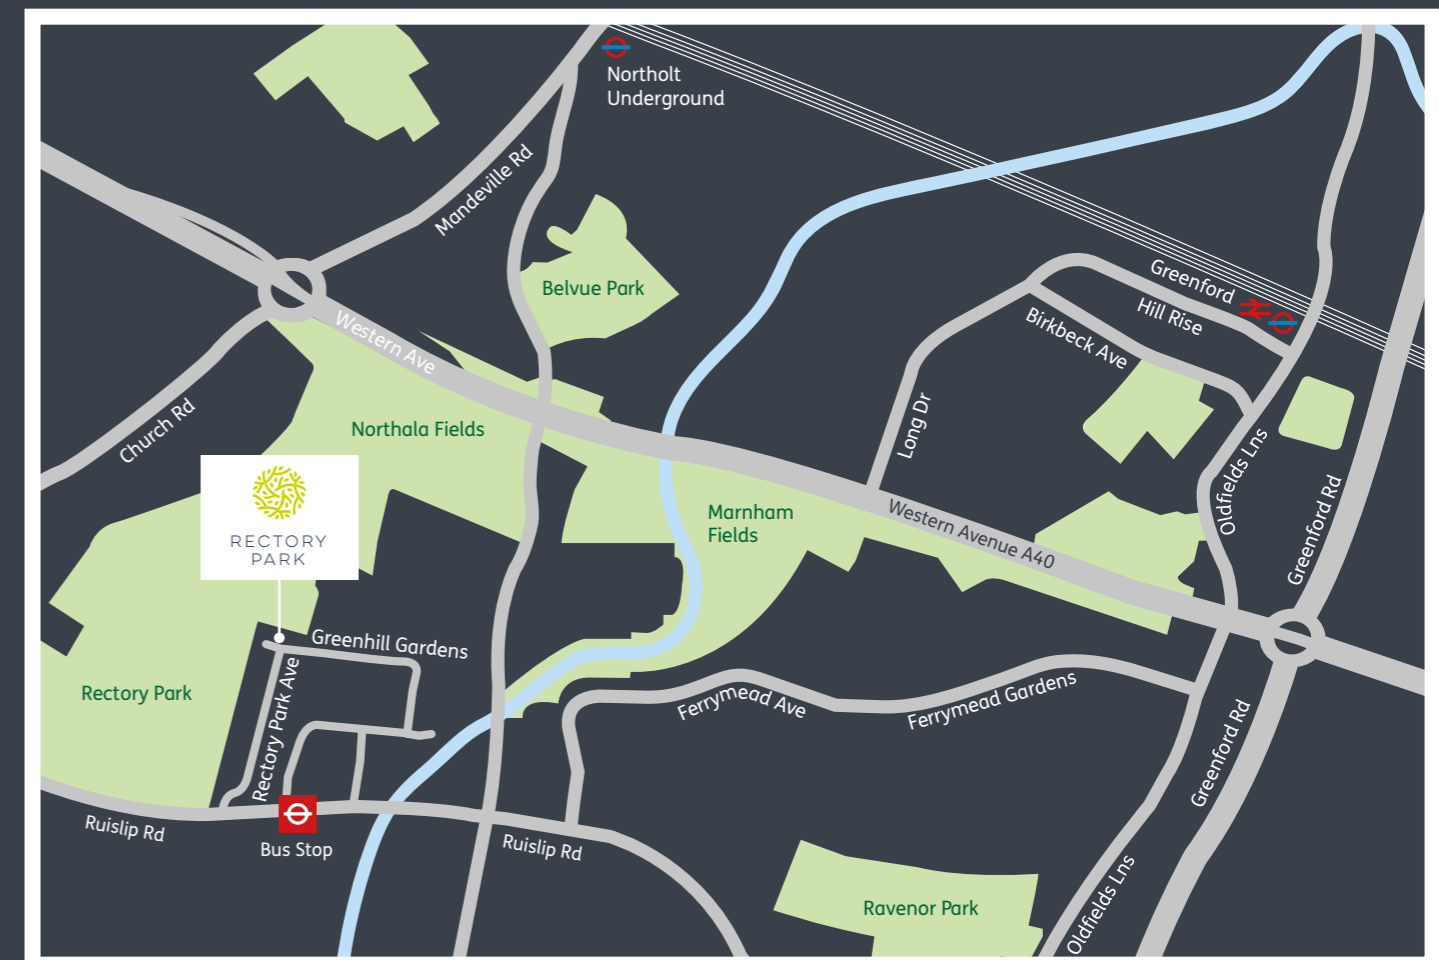 Northolt
Underground
Mandeville Rd
Belvue Park
Greenford
Hill Rise
Birkbeck Ave
Western Ave
Church Rd
Northala Fields
Long Dr
Oldfields Lns
Greenford Rd
RECTORY
PARK
Marnham
Fields
Western Avenue A40
Greenhill Gardens
Rectory Park
Rectory Park Ave
Ferrymead Ave
Ferrymead Gardens
Greenford Rd
Ruislip Rd
Bus Stop
Ruislip Rd
Ravenor Park
Oldfields Lns